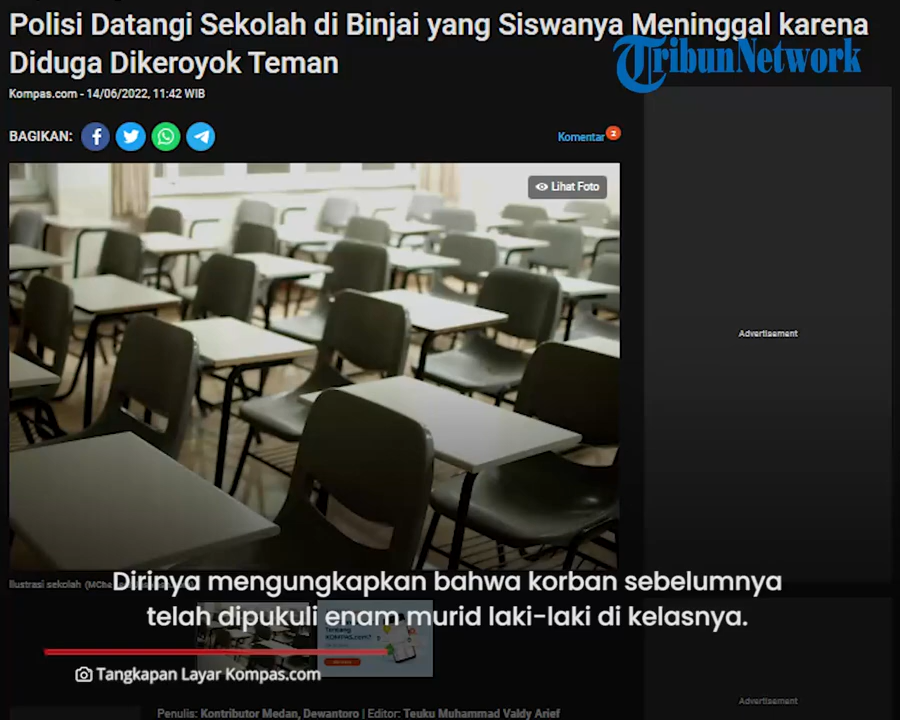 Polisi Datangi Sekolah di Binjai yang Siswanya Meninggal karena
Diduga Dikeroyok Teman
TribunNetwork
Kompas.com - 14/06/2022, 11:42 WIB
BAGIKAN:
Komentar 2
Lihat Foto
Advertisement
Ilustrasi sekolah
Dirinya mengungkapkan bahwa korban sebelumnya
telah dipukuli enam murid laki-laki di kelasnya.
Tangkapan Layar Kompas.com
Advertisement
Penulis: Kontributor Medan, Dewantoro | Editor: Teuku Muhammad Valdy Arief